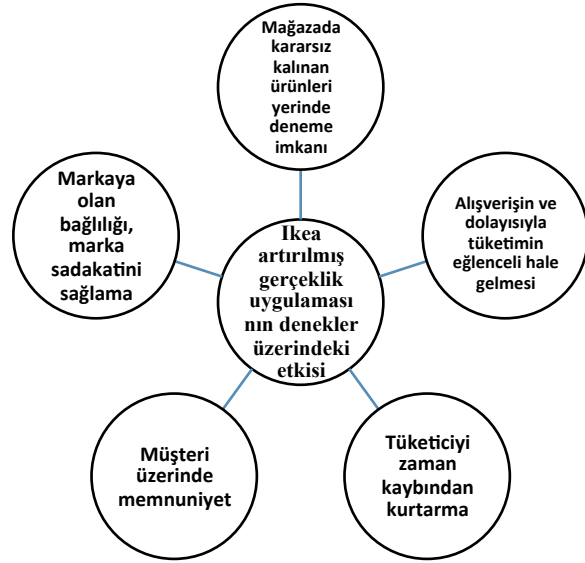 Mağazada
kararsız
kalınan
ürünleri
yerinde
deneme
imkanı
Markaya
olan
bağlılığı,
marka
sadakatini
sağlama
Alışverişin ve
dolayısıyla
tüketimin
eğlenceli hale
gelmesi
Ikea
artırılmış
gerçeklik
uygulaması
nın denekler
üzerindeki
etkisi
Müşteri
üzerinde
memnuniyet
Tüketiciyi
zaman
kaybından
kurtarma